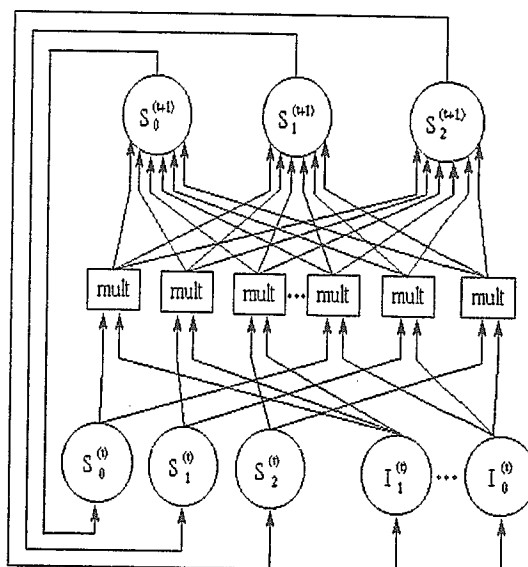 S₀⁽ᵗ⁺¹⁾ S₁⁽ᵗ⁺¹⁾ S₂⁽ᵗ⁺¹⁾
mult mult mult ... mult mult mult
S₀⁽ᵗ⁾ S₁⁽ᵗ⁾ S₂⁽ᵗ⁾ I₁⁽ᵗ⁾ ... I₀⁽ᵗ⁾